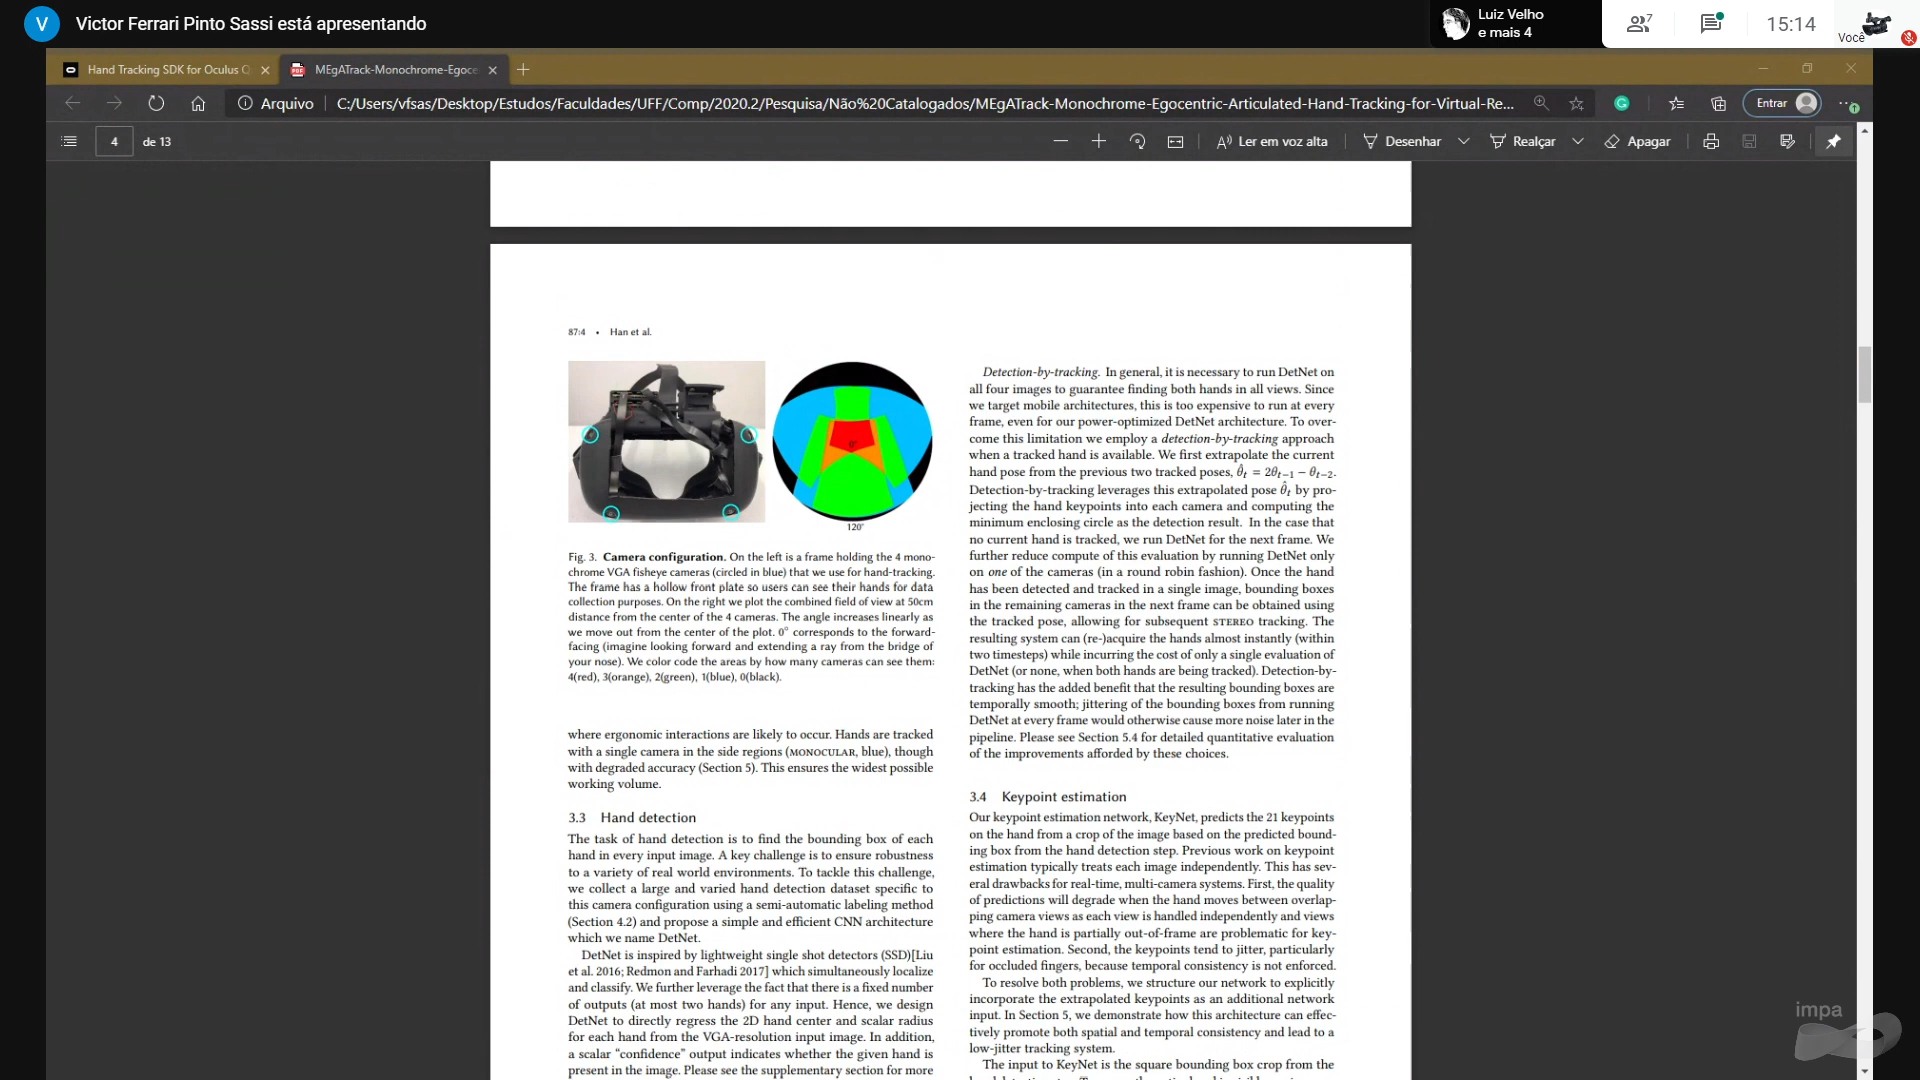 V
Victor Ferrari Pinto Sassi está apresentando
Luiz Velho
e mais 4
7
15:14
Você
Hand Tracking SDK for Oculus Q
MEgATrack-Monochrome-Egoce
Arquivo
C:/Users/vfsas/Desktop/Estudos/Faculdades/UFF/Comp/2020.2/Pesquisa/Não%20Catalogados/MEgATrack-Monochrome-Egocentric-Articulated-Hand-Tracking-for-Virtual-Re...
Entrar
4 de 13
Ler em voz alta
Desenhar
Realçar
Apagar
87:4 • Han et al.
0°
120°
Fig. 3. Camera configuration. On the left is a frame holding the 4 mono-
chrome VGA fisheye cameras (circled in blue) that we use for hand-tracking.
The frame has a hollow front plate so users can see their hands for data
collection purposes. On the right we plot the combined field of view at 50cm
distance from the center of the 4 cameras. The angle increases linearly as
we move out from the center of the plot. 0° corresponds to the forward-
facing (imagine looking forward and extending a ray from the bridge of
your nose). We color code the areas by how many cameras can see them:
4(red), 3(orange), 2(green), 1(blue), 0(black).
where ergonomic interactions are likely to occur. Hands are tracked
with a single camera in the side regions (MONOCULAR, blue), though
with degraded accuracy (Section 5). This ensures the widest possible
working volume.
3.3 Hand detection
The task of hand detection is to find the bounding box of each
hand in every input image. A key challenge is to ensure robustness
to a variety of real world environments. To tackle this challenge,
we collect a large and varied hand detection dataset specific to
this camera configuration using a semi-automatic labeling method
(Section 4.2) and propose a simple and efficient CNN architecture
which we name DetNet.
DetNet is inspired by lightweight single shot detectors (SSD)[Liu
et al. 2016; Redmon and Farhadi 2017] which simultaneously localize
and classify. We further leverage the fact that there is a fixed number
of outputs (at most two hands) for any input. Hence, we design
DetNet to directly regress the 2D hand center and scalar radius
for each hand from the VGA-resolution input image. In addition,
a scalar “confidence” output indicates whether the given hand is
present in the image. Please see the supplementary section for more
Detection-by-tracking. In general, it is necessary to run DetNet on
all four images to guarantee finding both hands in all views. Since
we target mobile architectures, this is too expensive to run at every
frame, even for our power-optimized DetNet architecture. To over-
come this limitation we employ a detection-by-tracking approach
when a tracked hand is available. We first extrapolate the current
hand pose from the previous two tracked poses, θ̂t = 2θt−1 − θt−2.
Detection-by-tracking leverages this extrapolated pose θ̂t by pro-
jecting the hand keypoints into each camera and computing the
minimum enclosing circle as the detection result. In the case that
no current hand is tracked, we run DetNet for the next frame. We
further reduce compute of this evaluation by running DetNet only
on one of the cameras (in a round robin fashion). Once the hand
has been detected and tracked in a single image, bounding boxes
in the remaining cameras in the next frame can be obtained using
the tracked pose, allowing for subsequent STEREO tracking. The
resulting system can (re-)acquire the hands almost instantly (within
two timesteps) while incurring the cost of only a single evaluation of
DetNet (or none, when both hands are being tracked). Detection-by-
tracking has the added benefit that the resulting bounding boxes are
temporally smooth; jittering of the bounding boxes from running
DetNet at every frame would otherwise cause more noise later in the
pipeline. Please see Section 5.4 for detailed quantitative evaluation
of the improvements afforded by these choices.
3.4 Keypoint estimation
Our keypoint estimation network, KeyNet, predicts the 21 keypoints
on the hand from a crop of the image based on the predicted bound-
ing box from the hand detection step. Previous work on keypoint
estimation typically treats each image independently. This has sev-
eral drawbacks for real-time, multi-camera systems. First, the quality
of predictions will degrade when the hand moves between overlap-
ping camera views as each view is handled independently and views
where the hand is partially out-of-frame are problematic for key-
point estimation. Second, the keypoints tend to jitter, particularly
for occluded fingers, because temporal consistency is not enforced.
To resolve both problems, we structure our network to explicitly
incorporate the extrapolated keypoints as an additional network
input. In Section 5, we demonstrate how this architecture can effec-
tively promote both spatial and temporal consistency and lead to a
low-jitter tracking system.
The input to KeyNet is the square bounding box crop from the
impa